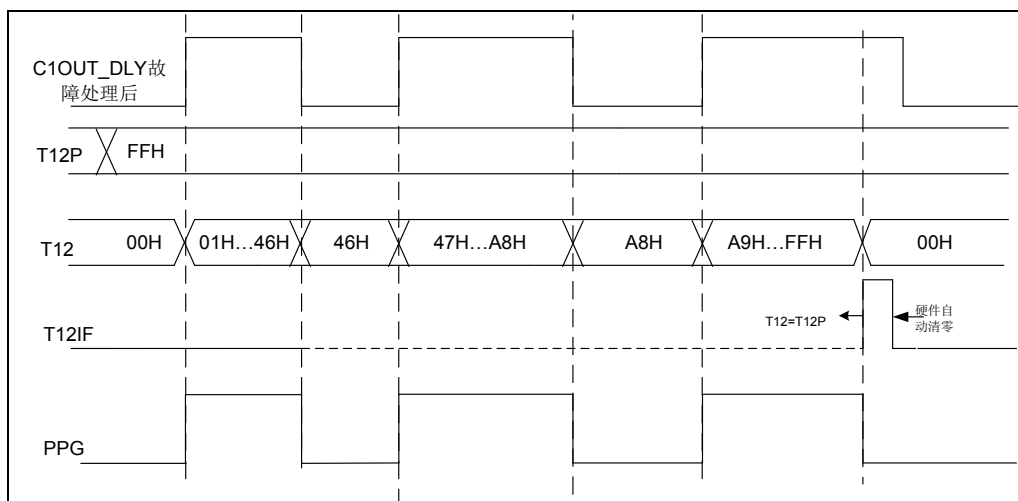 C1OUT_DLY故
障处理后
T12P
FFH
T12
00H
01H...46H
46H
47H...A8H
A8H
A9H...FFH
00H
T12IF
T12=T12P
硬件自
动清零
PPG